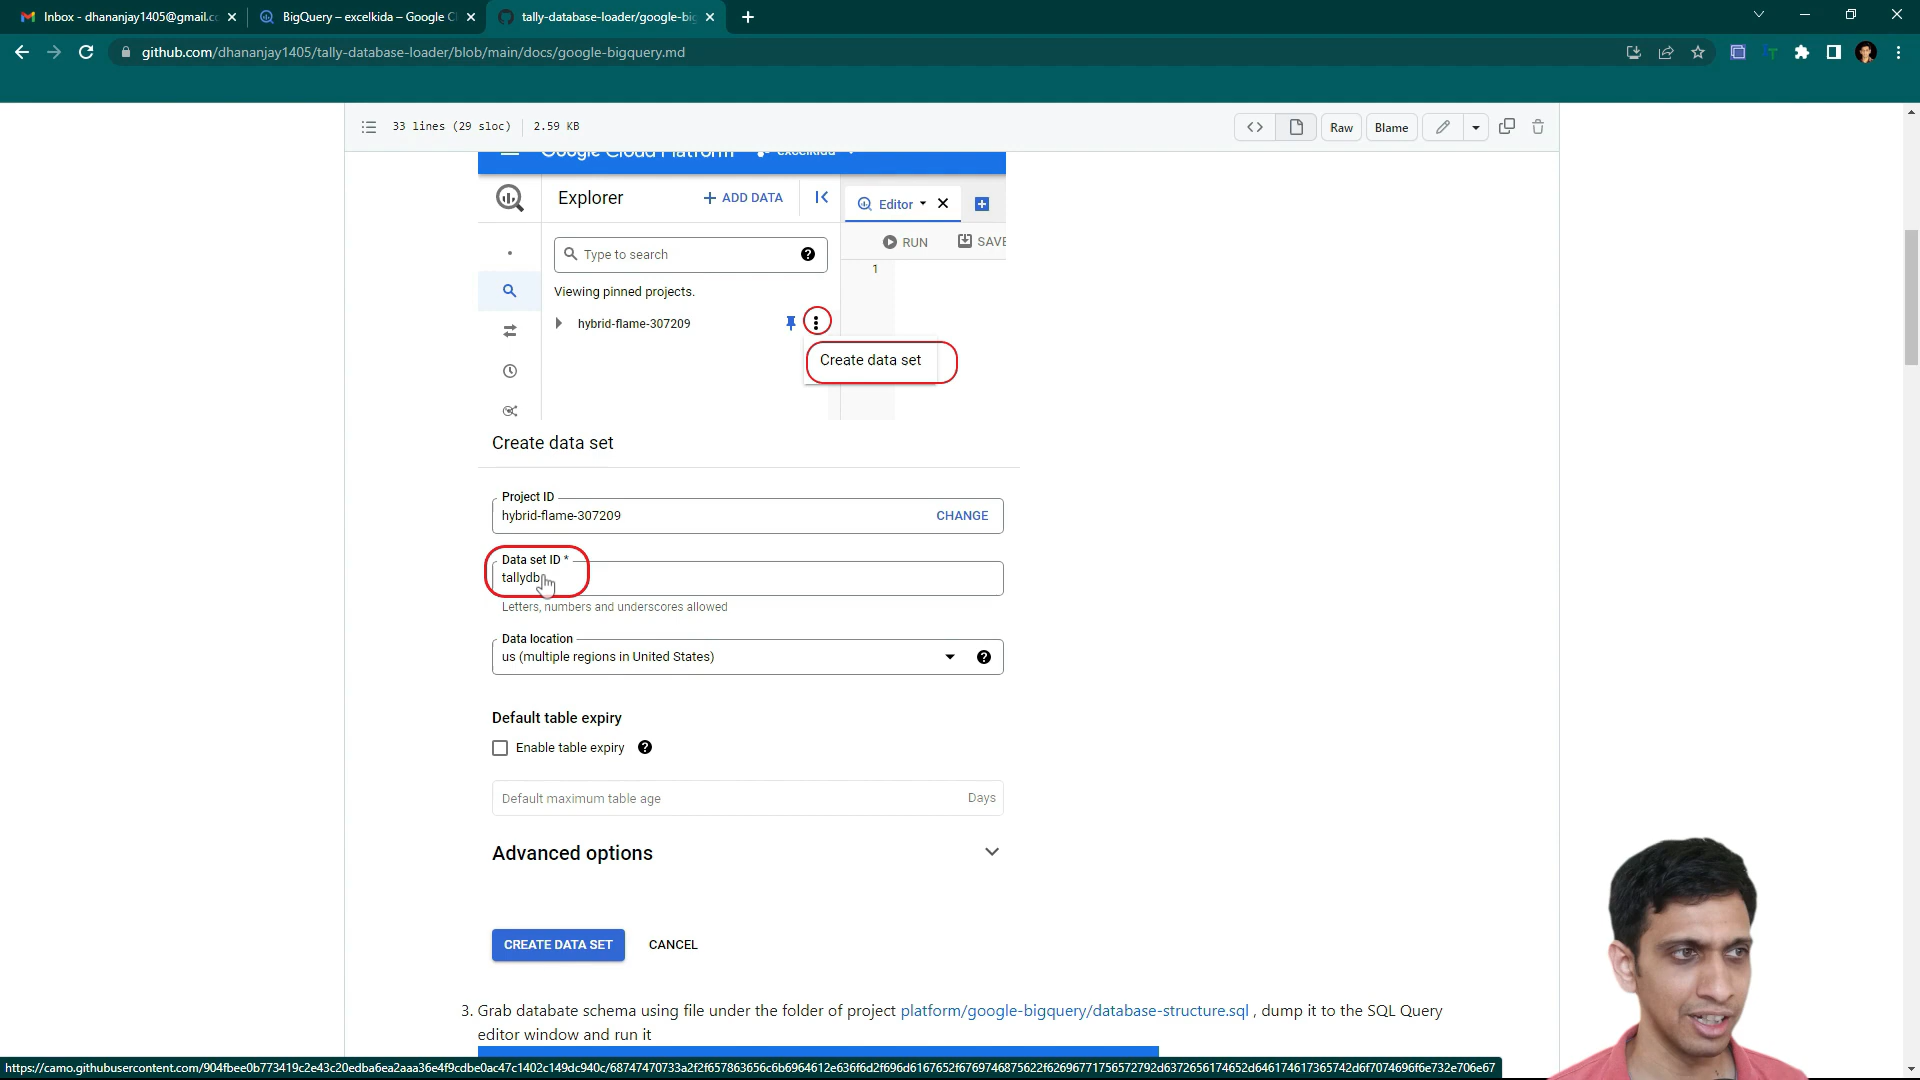 Inbox - dhananjay1405@gmail.c
BigQuery – excelkida – Google C
tally-database-loader/google-big
github.com/dhananjay1405/tally-database-loader/blob/main/docs/google-bigquery.md
33 lines (29 sloc)
2.59 KB
Raw
Blame
Google Cloud Platform
excelkida
Explorer
ADD DATA
Editor
RUN
SAVE
Type to search
1
Viewing pinned projects.
hybrid-flame-307209
Create data set
Create data set
Project ID
hybrid-flame-307209
CHANGE
Data set ID *
tallydb
Letters, numbers and underscores allowed
Data location
us (multiple regions in United States)
Default table expiry
Enable table expiry
Default maximum table age
Days
Advanced options
CREATE DATA SET
CANCEL
3. Grab databate schema using file under the folder of project platform/google-bigquery/database-structure.sql , dump it to the SQL Query
editor window and run it